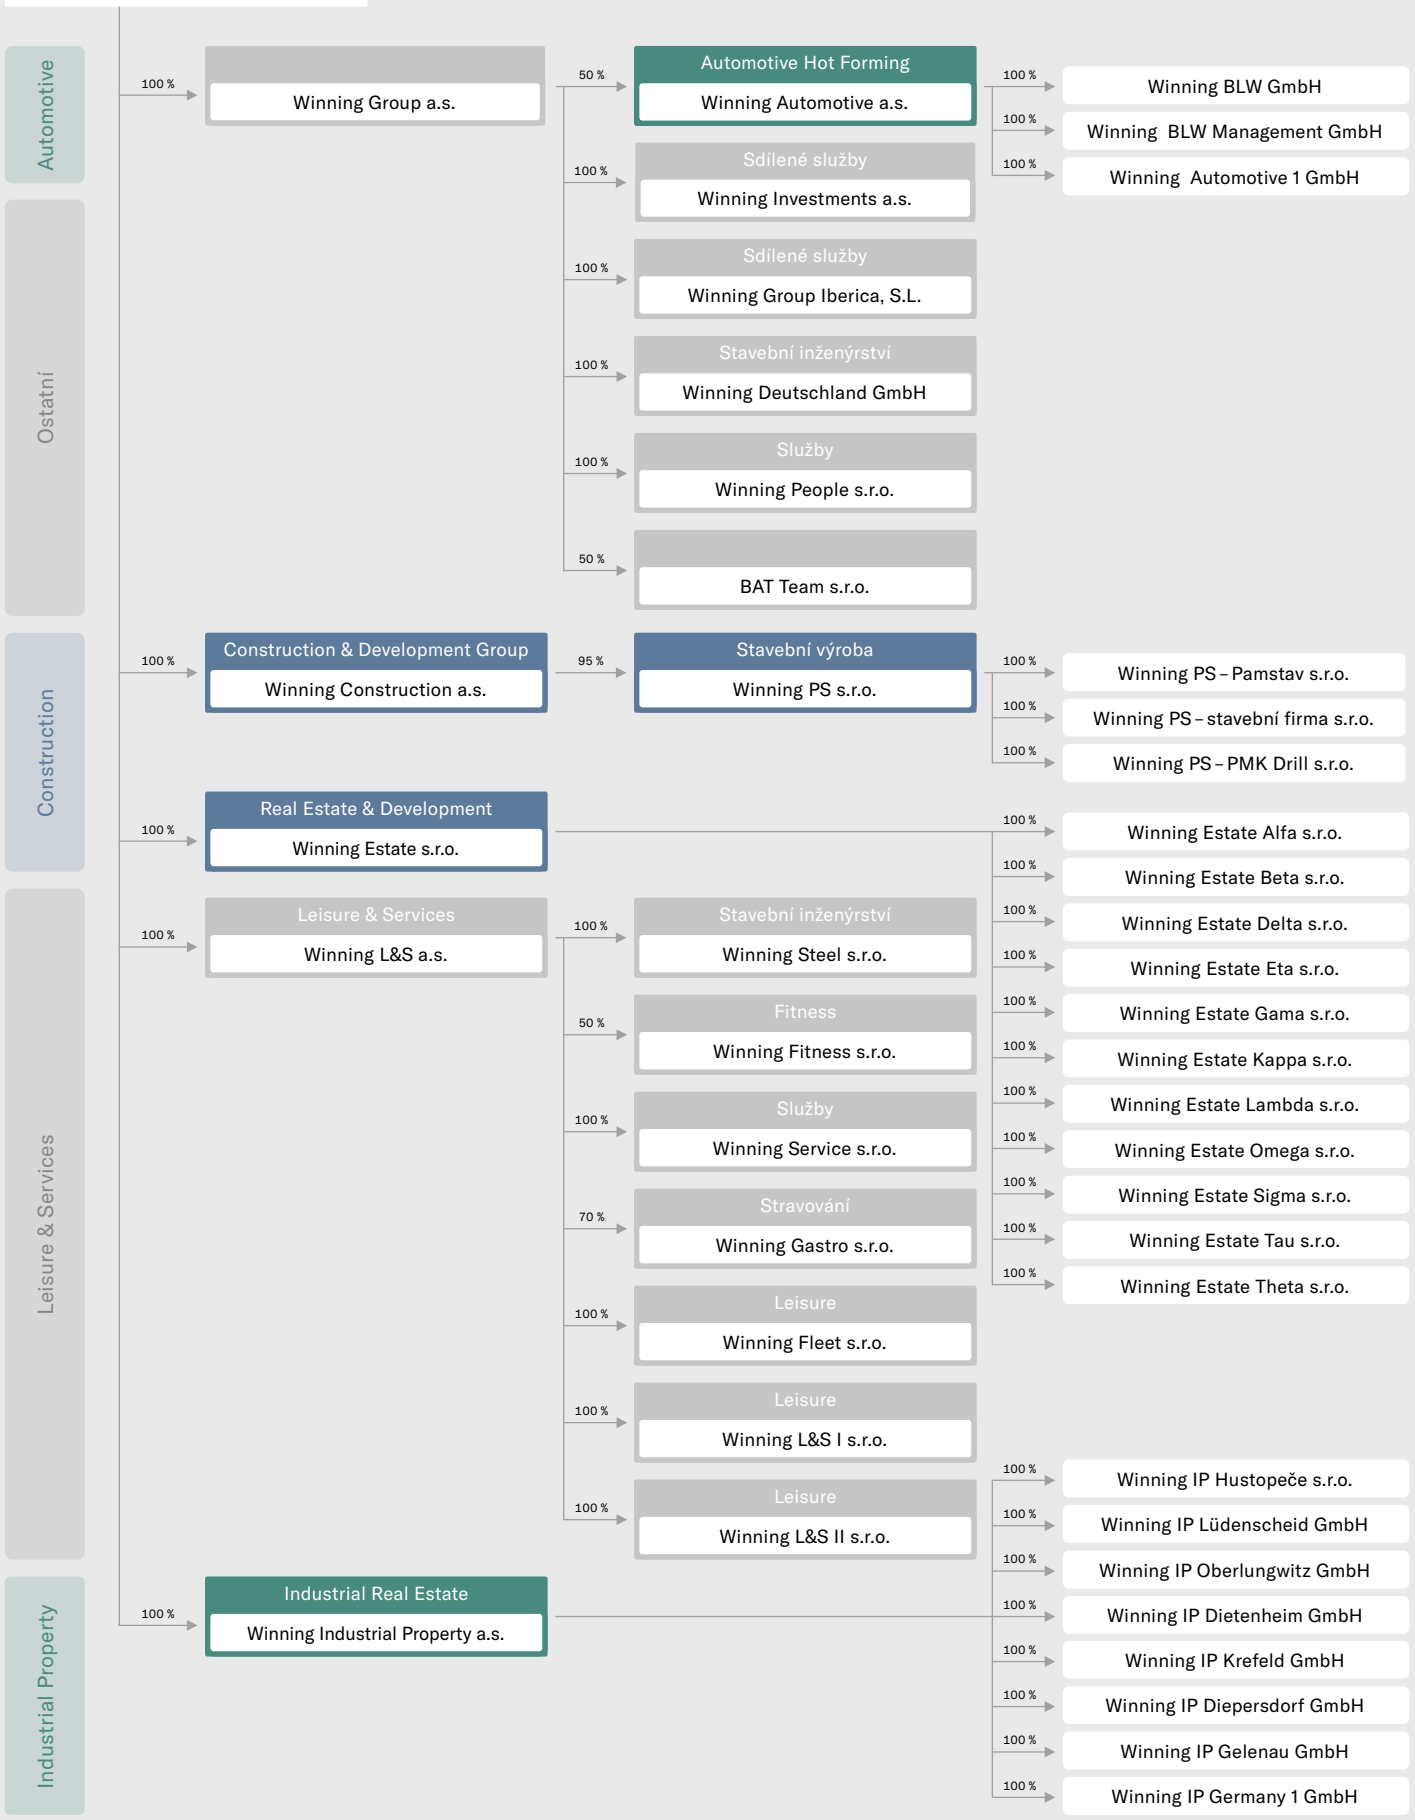 Automotive
100 %
Winning Group a.s.
50 %
Automotive Hot Forming
Winning Automotive a.s.
100 %
Winning BLW GmbH
100 %
Winning BLW Management GmbH
100 %
Winning Automotive 1 GmbH
Ostatní
100 %
Sdílené služby
Winning Investments a.s.
100 %
Sdílené služby
Winning Group Iberica, S.L.
100 %
Stavební inženýrství
Winning Deutschland GmbH
100 %
Služby
Winning People s.r.o.
50 %
BAT Team s.r.o.
Construction
100 %
Construction & Development Group
Winning Construction a.s.
95 %
Stavební výroba
Winning PS s.r.o.
100 %
Winning PS – Pamstav s.r.o.
100 %
Winning PS – stavební firma s.r.o.
100 %
Winning PS – PMK Drill s.r.o.
100 %
Real Estate & Development
Winning Estate s.r.o.
100 %
Winning Estate Alfa s.r.o.
100 %
Winning Estate Beta s.r.o.
100 %
Winning Estate Delta s.r.o.
100 %
Winning Estate Eta s.r.o.
100 %
Winning Estate Gama s.r.o.
100 %
Winning Estate Kappa s.r.o.
100 %
Winning Estate Lambda s.r.o.
100 %
Winning Estate Omega s.r.o.
100 %
Winning Estate Sigma s.r.o.
100 %
Winning Estate Tau s.r.o.
100 %
Winning Estate Theta s.r.o.
Leisure & Services
100 %
Leisure & Services
Winning L&S a.s.
100 %
Stavební inženýrství
Winning Steel s.r.o.
50 %
Fitness
Winning Fitness s.r.o.
100 %
Služby
Winning Service s.r.o.
70 %
Stravování
Winning Gastro s.r.o.
100 %
Leisure
Winning Fleet s.r.o.
100 %
Leisure
Winning L&S I s.r.o.
100 %
Leisure
Winning L&S II s.r.o.
Industrial Property
100 %
Industrial Real Estate
Winning Industrial Property a.s.
100 %
Winning IP Hustopeče s.r.o.
100 %
Winning IP Lüdenscheid GmbH
100 %
Winning IP Oberlungwitz GmbH
100 %
Winning IP Dietenheim GmbH
100 %
Winning IP Krefeld GmbH
100 %
Winning IP Diepersdorf GmbH
100 %
Winning IP Gelenau GmbH
100 %
Winning IP Germany 1 GmbH